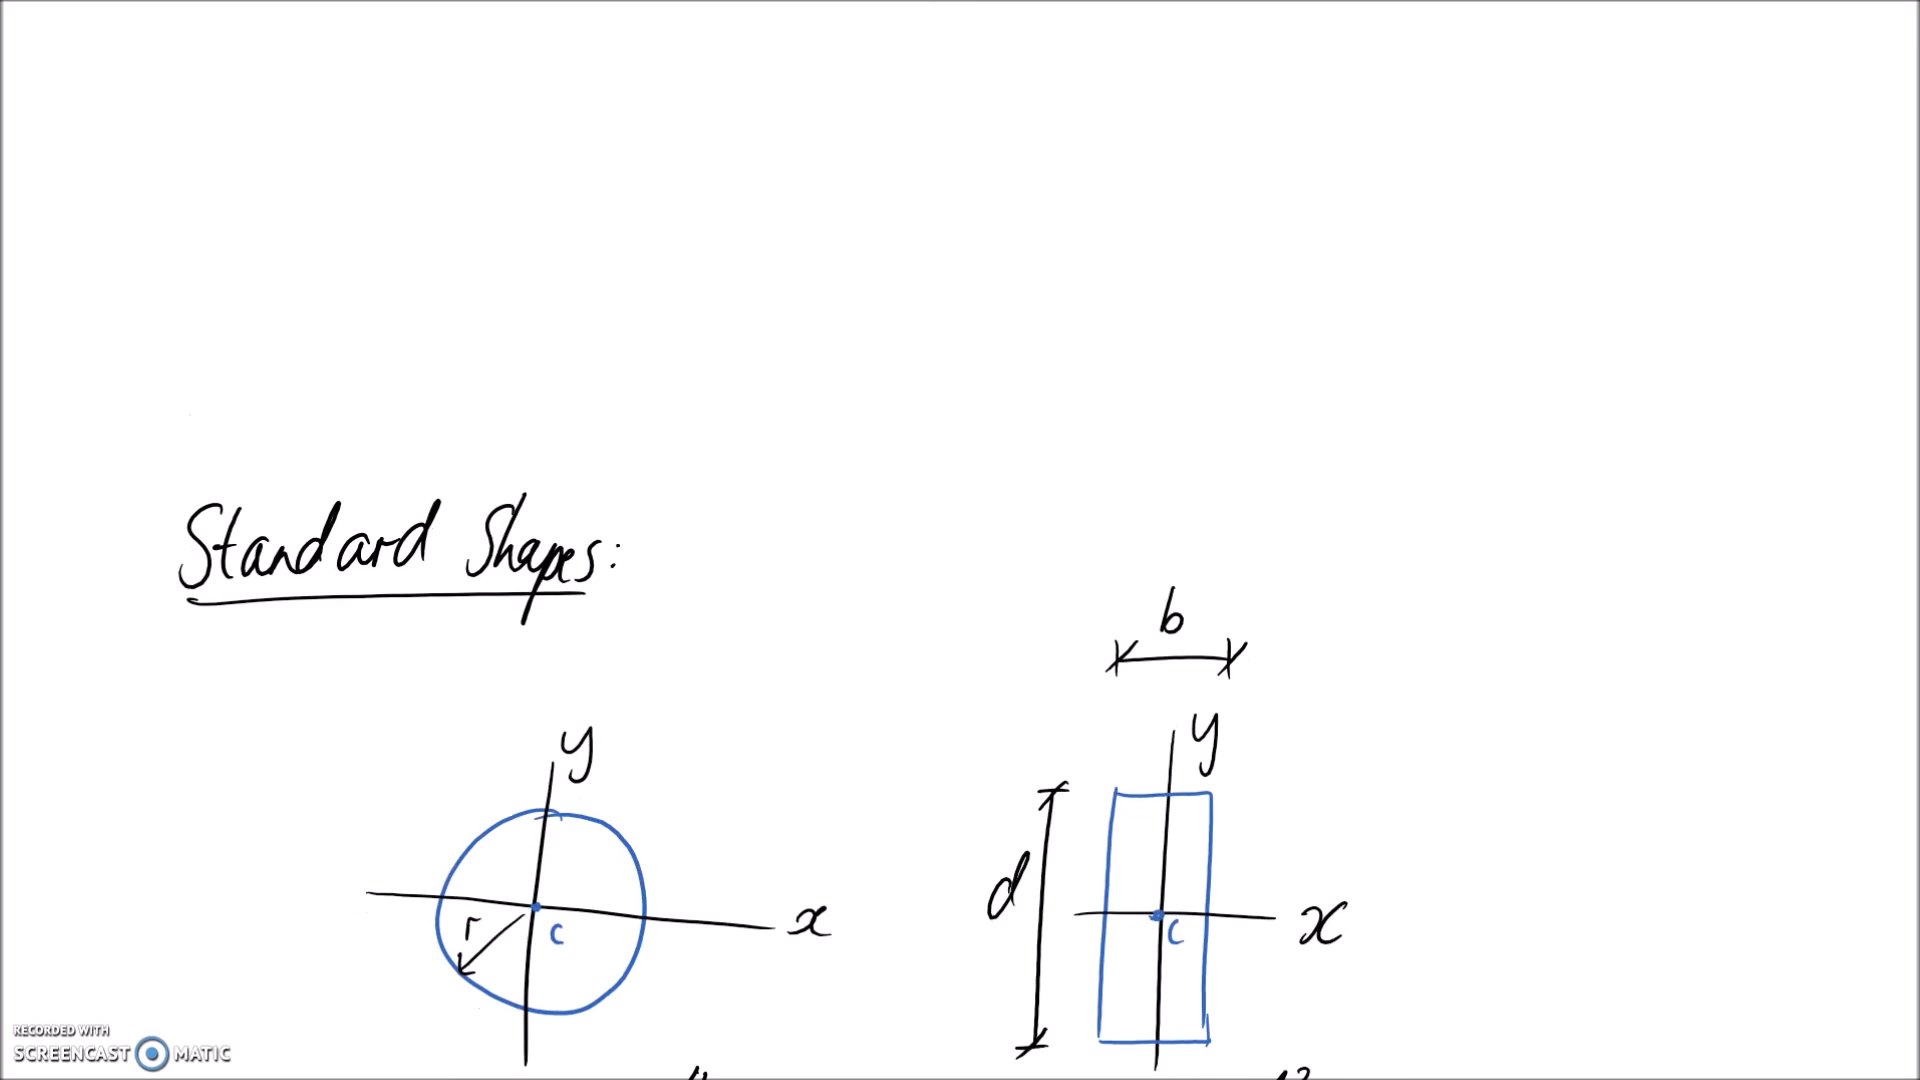 Standard Shapes:
b
y
y
d
r
c
x
c
x
RECORDED WITH
SCREENCAST MATIC